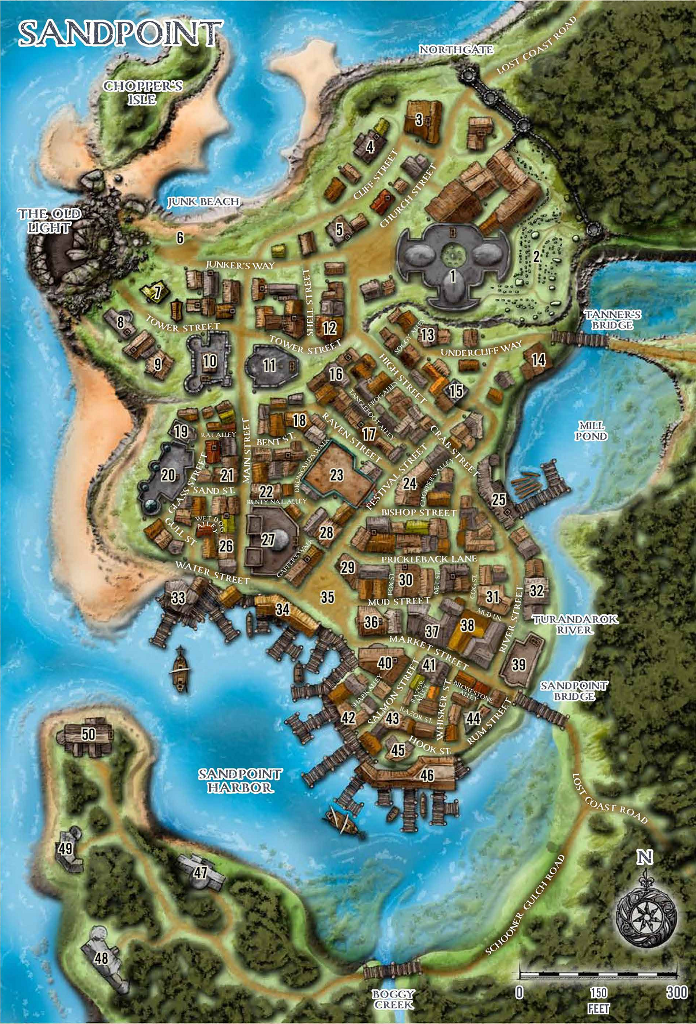 SANDPOINT
NORTHGATE
LOST COAST ROAD
CHOPPER'S
ISLE
3
4
CLIFF STREET
CHURCH STREET
JUNK BEACH
THE OLD
LIGHT
6
5
1
2
JUNKER'S WAY
7
SHELL STREET
TANNER'S
BRIDGE
8
TOWER STREET
12
13
UNDERCLIFF WAY
14
9
10
11
TOWER STREET
HIGH STREET
15
16
MAIN STREET
18
RAVEN STREET
17
CRAB STREET
MILL
POND
19
RAT ALLEY
BENT ST.
20
GLASS STREET
21
SAND ST.
22
23
FESTIVAL STREET
24
25
BISHOP STREET
GULL ST.
26
27
28
PRICKLEBACK LANE
WATER STREET
29
30
31
32
33
34
35
MUD STREET
RIVER STREET
36
37
38
TURANDAROK
RIVER
MARKET STREET
39
40
41
SANDPOINT
BRIDGE
SALMON STREET
42
43
WHISKEY ST.
44
RUM STREET
HOOK ST.
45
46
50
SANDPOINT
HARBOR
LOST COAST ROAD
49
47
48
SCHOONER GULCH ROAD
N
BOGGY
CREEK
0 150 300
FEET